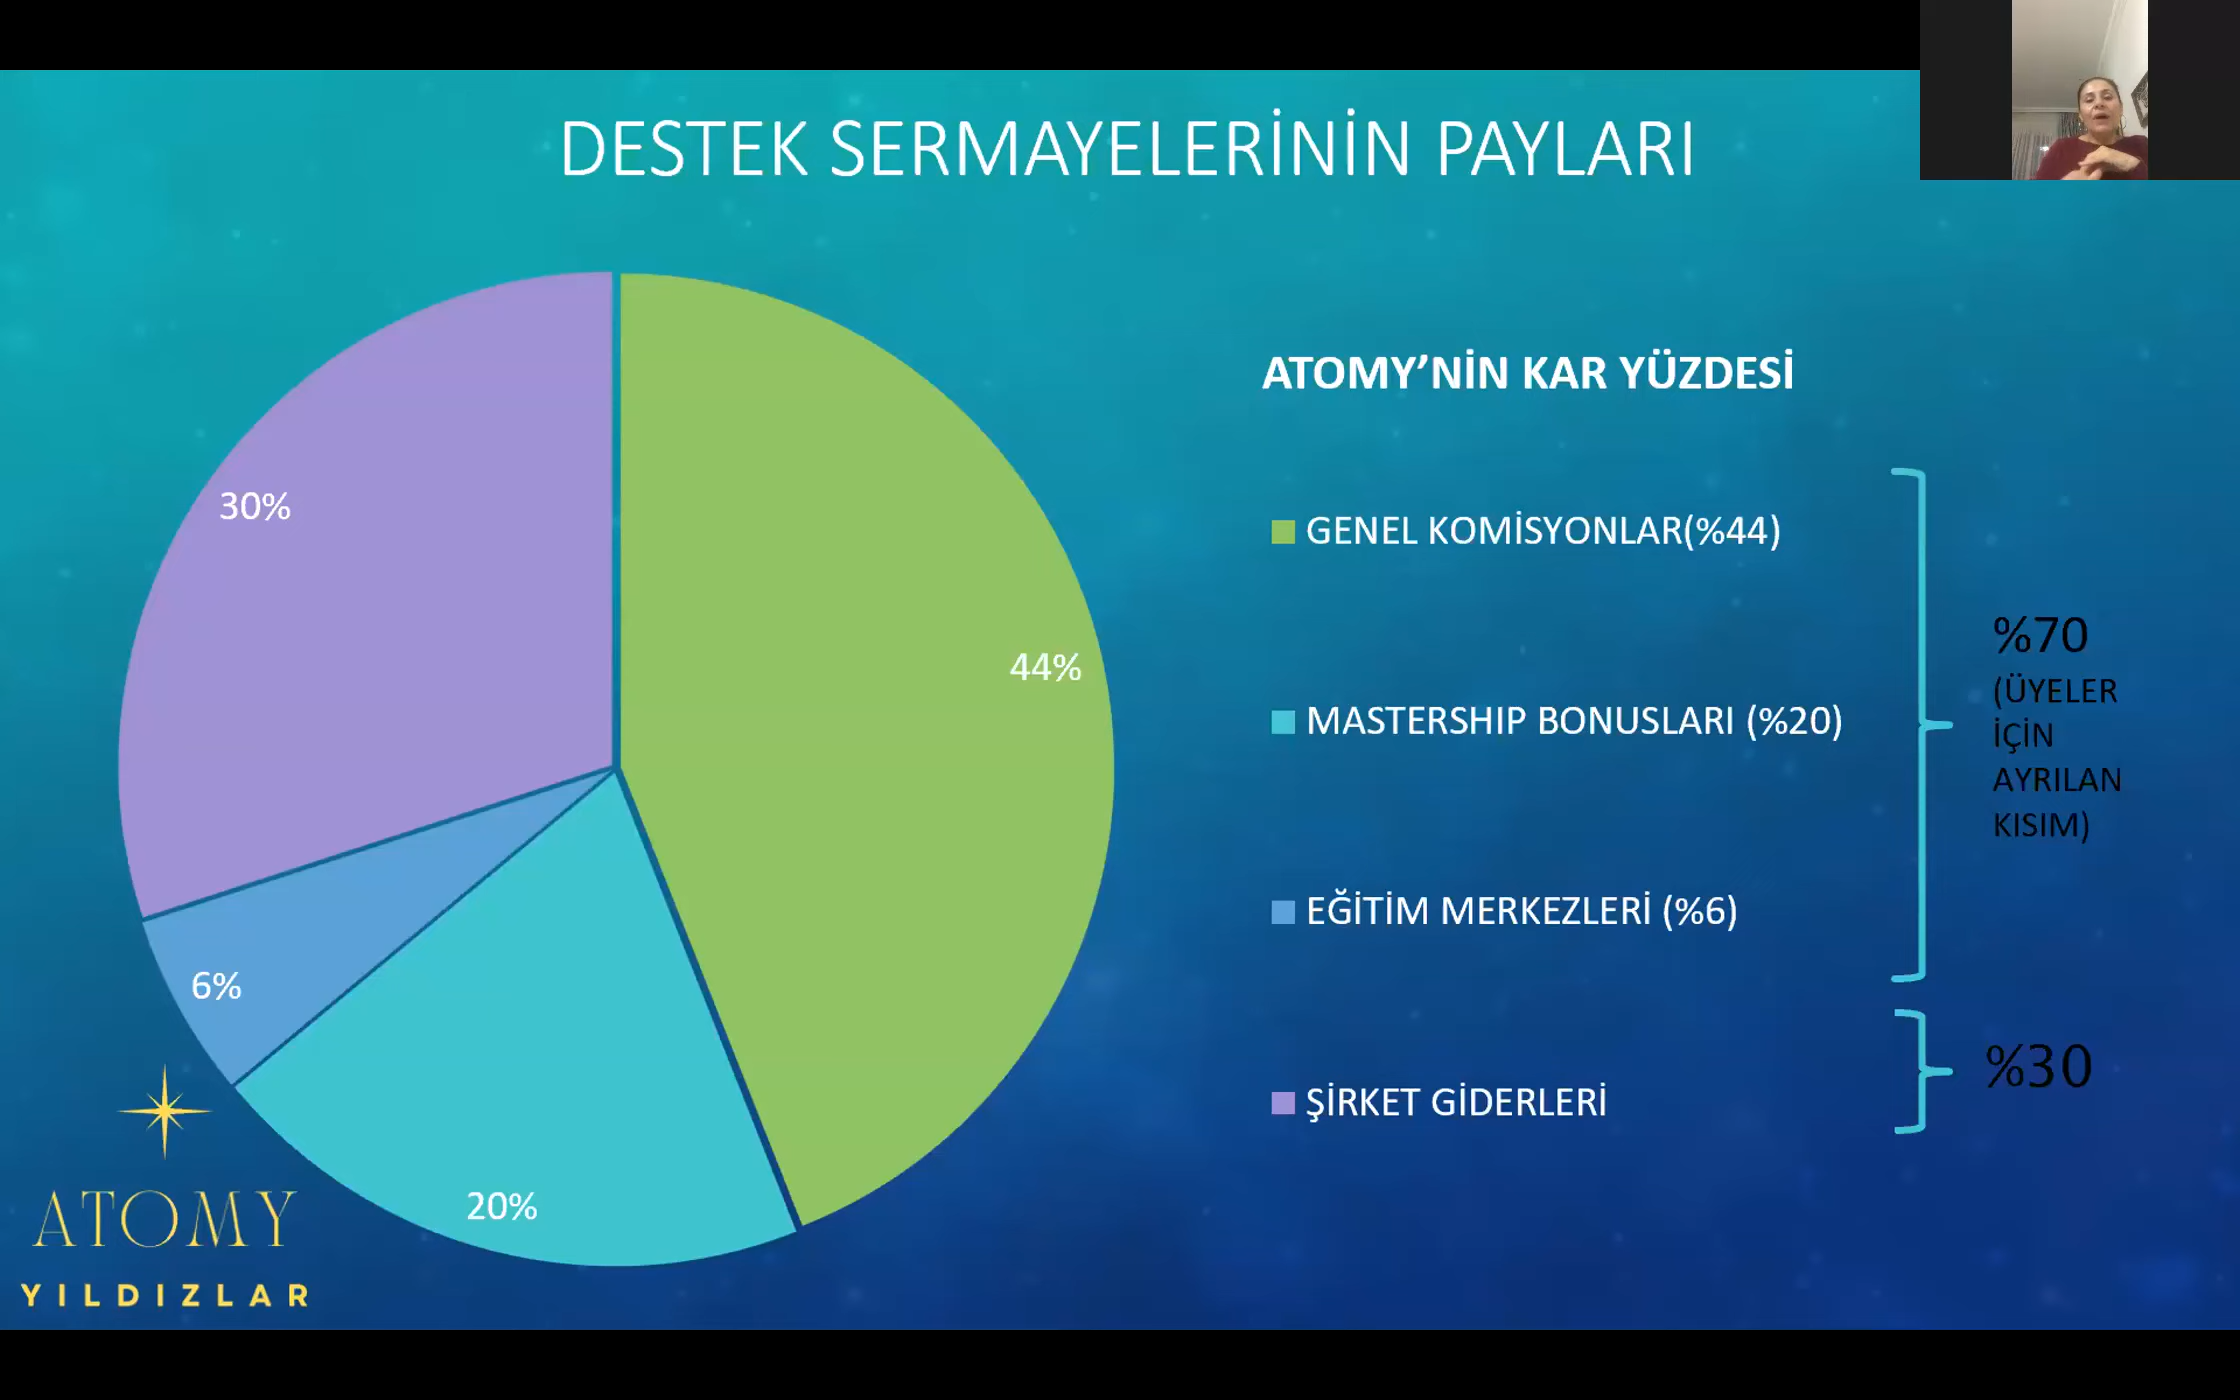 DESTEK SERMAYELERİNİN PAYLARI
ATOMY’NİN KAR YÜZDESİ
30%
44%
6%
20%
GENEL KOMİSYONLAR(%44)
MASTERSHIP BONUSLARI (%20)
EĞİTİM MERKEZLERİ (%6)
ŞİRKET GİDERLERİ
%70
(ÜYELER
İÇİN
AYRILAN
KISIM)
%30
ATOMY
YILDIZLAR